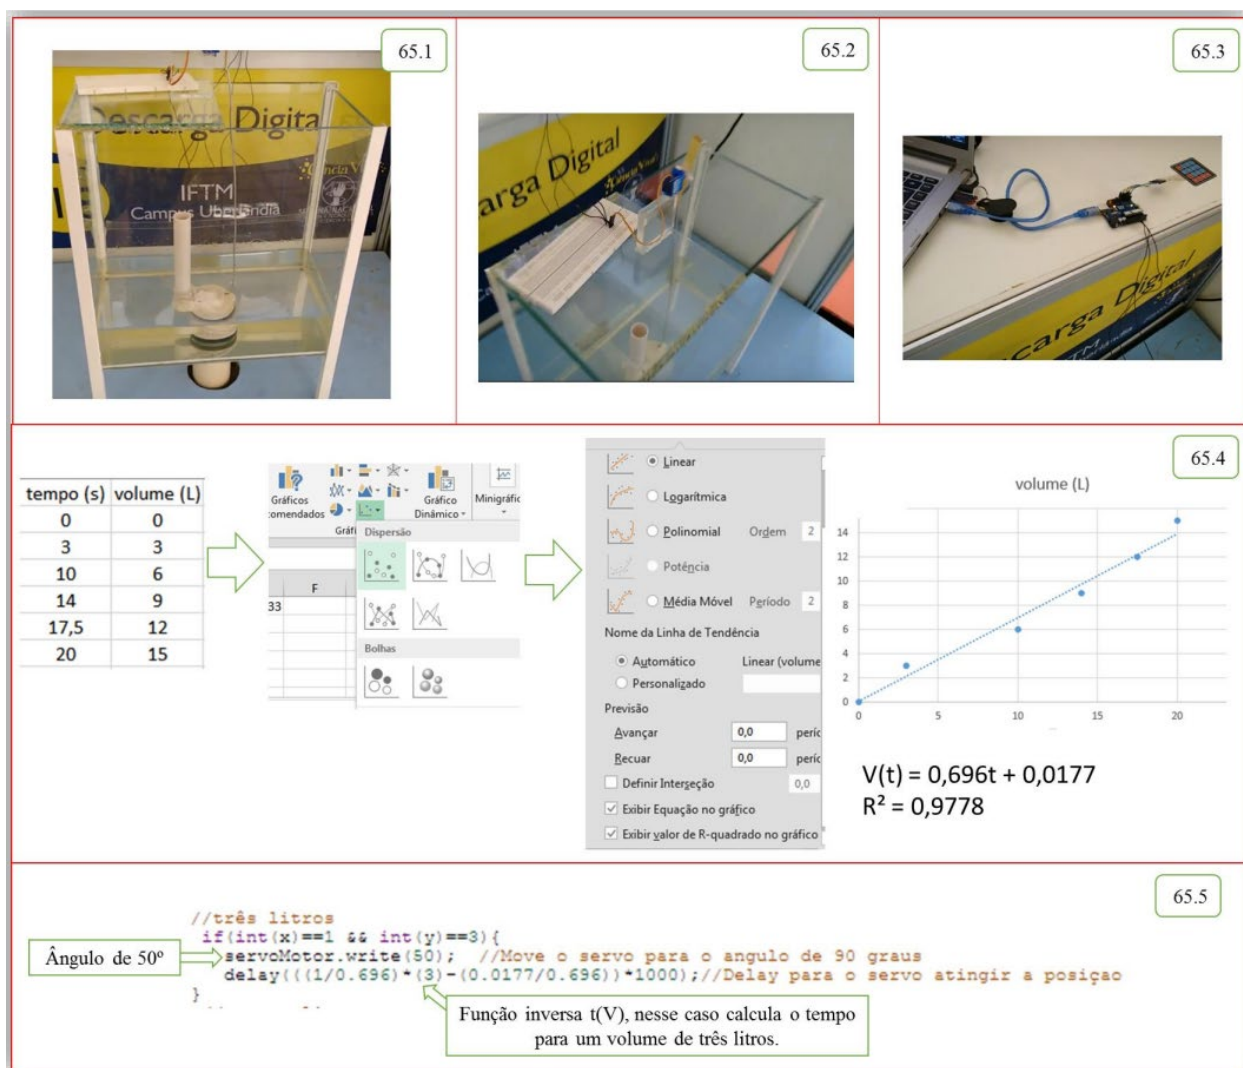 65.1
Descarga Digital
IFTM
Campus Uberlândia
65.2
arga Digital
65.3
Descarga Digital
65.4
tempo (s) volume (L)
0 0
3 3
10 6
14 9
17,5 12
20 15
Gráficos
comendados
Gráfico
Dinâmico
Minigráfic
Gráfi
Dispersão
F
33
Bolhas
Linear
Logarítmica
Polinomial Ordem 2
Potência
Média Móvel Período 2
Nome da Linha de Tendência
Automático Linear (volume
Personalizado
Previsão
Avançar 0,0 perío
Recuar 0,0 perío
Definir Interseção 0,0
Exibir Equação no gráfico
Exibir valor de R-quadrado no gráfico
volume (L)
14
12
10
8
6
4
2
0
0 5 10 15 20
V(t) = 0,696t + 0,0177
R² = 0,9778
65.5
//três litros
if(int(x)==1 && int(y)==3){
Ângulo de 50º
servoMotor.write(50); //Move o servo para o angulo de 90 graus
delay(((1/0.696)*(3)-(0.0177/0.696))*1000);//Delay para o servo atingir a posiçao
}
Função inversa t(V), nesse caso calcula o tempo
para um volume de três litros.